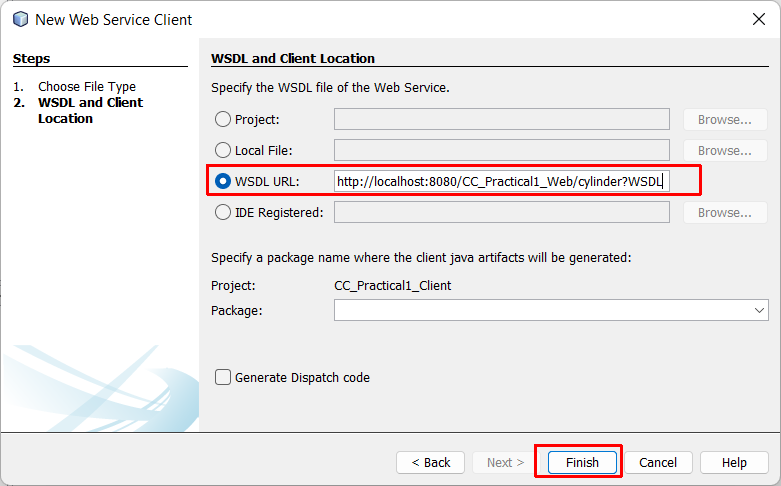 New Web Service Client
Steps
1. Choose File Type
2. WSDL and Client
Location
WSDL and Client Location
Specify the WSDL file of the Web Service.
Project:
Browse...
Local File:
Browse...
WSDL URL: http://localhost:8080/CC_Practical1_Web/cylinder?WSDL
IDE Registered:
Browse...
Specify a package name where the client java artifacts will be generated:
Project: CC_Practical1_Client
Package:
Generate Dispatch code
< Back Next > Finish Cancel Help